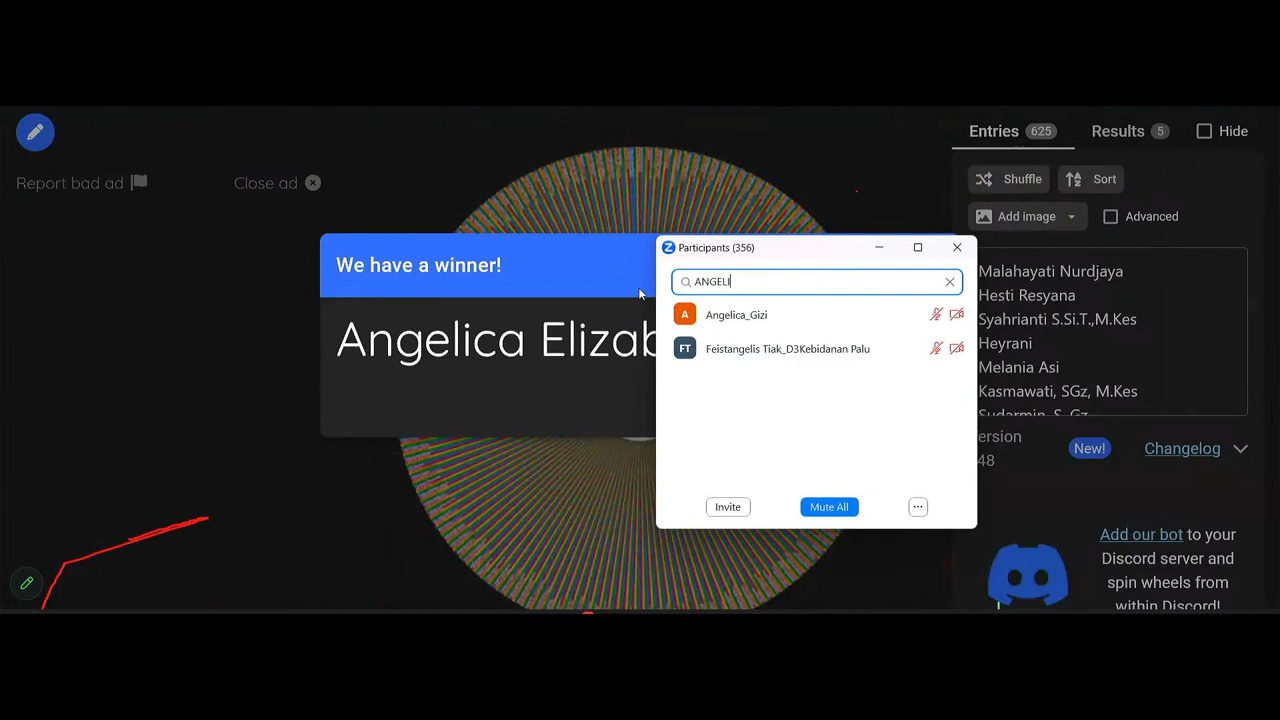 Report bad ad
Close ad
We have a winner!
Angelica Elizab
Participants (356)
ANGELI
A
Angelica_Gizi
FT
Feistangelis Tiak_D3Kebidanan Palu
Invite
Mute All
...
Entries 625
Results 5
Hide
Shuffle
Sort
Add image
Advanced
Malahayati Nurdjaya
Hesti Resyana
Syahrianti S.Si.T.,M.Kes
Heyrani
Melania Asi
Kasmawati, SGz, M.Kes
Sudarmin, S, Gz
ersion
48
New!
Changelog
Add our bot to your
Discord server and
spin wheels from
within Discord!